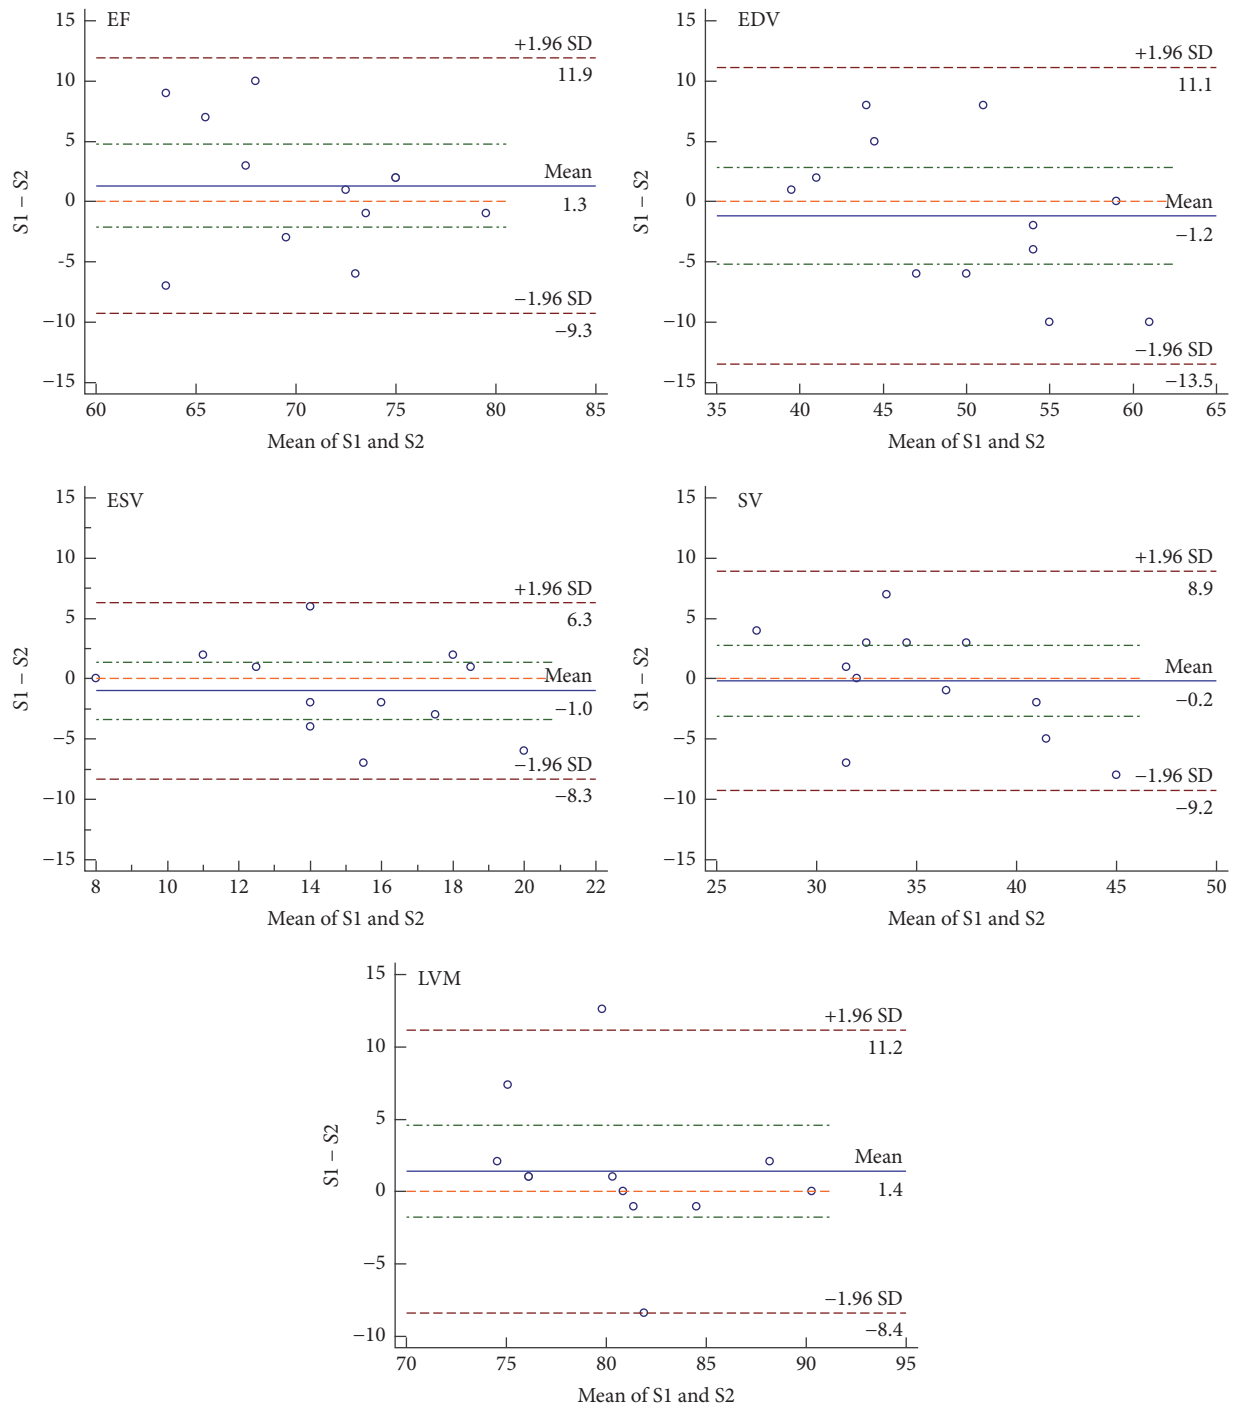 EF
15
10
5
0
−5
−10
−15
S1 − S2
+1.96 SD
11.9
Mean
1.3
−1.96 SD
−9.3
60 65 70 75 80 85
Mean of S1 and S2
EDV
15
10
5
0
-5
−10
−15
S1 − S2
+1.96 SD
11.1
Mean
−1.2
−1.96 SD
−13.5
35 40 45 50 55 60 65
Mean of S1 and S2
ESV
15
10
5
0
−5
−10
−15
S1 − S2
+1.96 SD
6.3
Mean
−1.0
−1.96 SD
−8.3
8 10 12 14 16 18 20 22
Mean of S1 and S2
SV
15
10
5
0
−5
−10
−15
S1 − S2
+1.96 SD
8.9
Mean
−0.2
−1.96 SD
−9.2
25 30 35 40 45 50
Mean of S1 and S2
LVM
15
10
5
0
−5
−10
S1 − S2
+1.96 SD
11.2
Mean
1.4
−1.96 SD
−8.4
70 75 80 85 90 95
Mean of S1 and S2